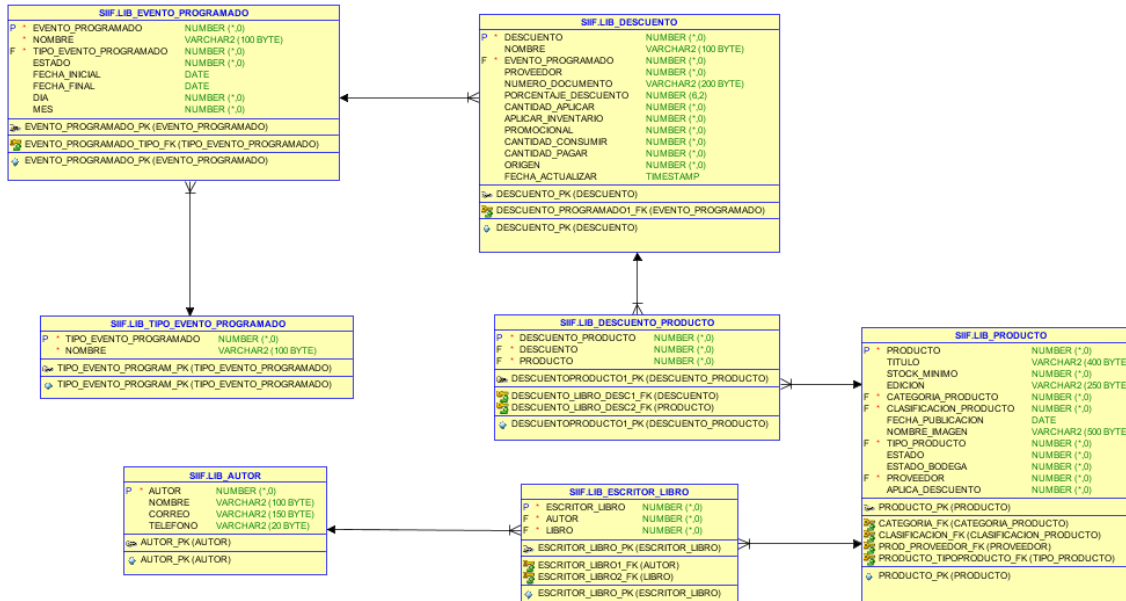 SIIF.LIB_EVENTO_PROGRAMADO
P * EVENTO_PROGRAMADO NUMBER (*,0)
* NOMBRE VARCHAR2 (100 BYTE)
F * TIPO_EVENTO_PROGRAMADO NUMBER (*,0)
ESTADO NUMBER (*,0)
FECHA_INICIAL DATE
FECHA_FINAL DATE
DIA NUMBER (*,0)
MES NUMBER (*,0)
EVENTO_PROGRAMADO_PK (EVENTO_PROGRAMADO)
EVENTO_PROGRAMADO_TIPO_FK (TIPO_EVENTO_PROGRAMADO)
EVENTO_PROGRAMADO_PK (EVENTO_PROGRAMADO)
SIIF.LIB_DESCUENTO
P * DESCUENTO NUMBER (*,0)
NOMBRE VARCHAR2 (100 BYTE)
F * EVENTO_PROGRAMADO NUMBER (*,0)
PROVEEDOR NUMBER (*,0)
NUMERO_DOCUMENTO VARCHAR2 (200 BYTE)
PORCENTAJE_DESCUENTO NUMBER (6,2)
CANTIDAD_APLICAR NUMBER (*,0)
APLICAR_INVENTARIO NUMBER (*,0)
PROMOCIONAL NUMBER (*,0)
CANTIDAD_CONSUMIR NUMBER (*,0)
CANTIDAD_PAGAR NUMBER (*,0)
ORIGEN NUMBER (*,0)
FECHA_ACTUALIZAR TIMESTAMP
DESCUENTO_PK (DESCUENTO)
DESCUENTO_PROGRAMADO1_FK (EVENTO_PROGRAMADO)
DESCUENTO_PK (DESCUENTO)
SIIF.LIB_TIPO_EVENTO_PROGRAMADO
P * TIPO_EVENTO_PROGRAMADO NUMBER (*,0)
* NOMBRE VARCHAR2 (100 BYTE)
TIPO_EVENTO_PROGRAM_PK (TIPO_EVENTO_PROGRAMADO)
TIPO_EVENTO_PROGRAM_PK (TIPO_EVENTO_PROGRAMADO)
SIIF.LIB_DESCUENTO_PRODUCTO
P * DESCUENTO_PRODUCTO NUMBER (*,0)
F * DESCUENTO NUMBER (*,0)
F * PRODUCTO NUMBER (*,0)
DESCUENTOPRODUCTO1_PK (DESCUENTO_PRODUCTO)
DESCUENTO_LIBRO_DESC1_FK (DESCUENTO)
DESCUENTO_LIBRO_DESC2_FK (PRODUCTO)
DESCUENTOPRODUCTO1_PK (DESCUENTO_PRODUCTO)
SIIF.LIB_PRODUCTO
P * PRODUCTO NUMBER (*,0)
TITULO VARCHAR2 (400 BYTE
STOCK_MINIMO NUMBER (*,0)
EDICION VARCHAR2 (250 BYTE
F * CATEGORIA_PRODUCTO NUMBER (*,0)
F * CLASIFICACION_PRODUCTO NUMBER (*,0)
FECHA_PUBLICACION DATE
NOMBRE_IMAGEN VARCHAR2 (500 BYTE
F * TIPO_PRODUCTO NUMBER (*,0)
ESTADO NUMBER (*,0)
ESTADO_BODEGA NUMBER (*,0)
F * PROVEEDOR NUMBER (*,0)
APLICA_DESCUENTO NUMBER (*,0)
PRODUCTO_PK (PRODUCTO)
CATEGORIA_FK (CATEGORIA_PRODUCTO)
CLASIFICACION_FK (CLASIFICACION_PRODUCTO)
PROD_PROVEEDOR_FK (PROVEEDOR)
PRODUCTO_TIPOPRODUCTO_FK (TIPO_PRODUCTO)
PRODUCTO_PK (PRODUCTO)
SIIF.LIB_AUTOR
P * AUTOR NUMBER (*,0)
NOMBRE VARCHAR2 (100 BYTE)
CORREO VARCHAR2 (150 BYTE)
TELEFONO VARCHAR2 (20 BYTE)
AUTOR_PK (AUTOR)
AUTOR_PK (AUTOR)
SIIF.LIB_ESCRITOR_LIBRO
P * ESCRITOR_LIBRO NUMBER (*,0)
F * AUTOR NUMBER (*,0)
F * LIBRO NUMBER (*,0)
ESCRITOR_LIBRO_PK (ESCRITOR_LIBRO)
ESCRITOR_LIBRO1_FK (AUTOR)
ESCRITOR_LIBRO2_FK (LIBRO)
ESCRITOR_LIBRO_PK (ESCRITOR_LIBRO)